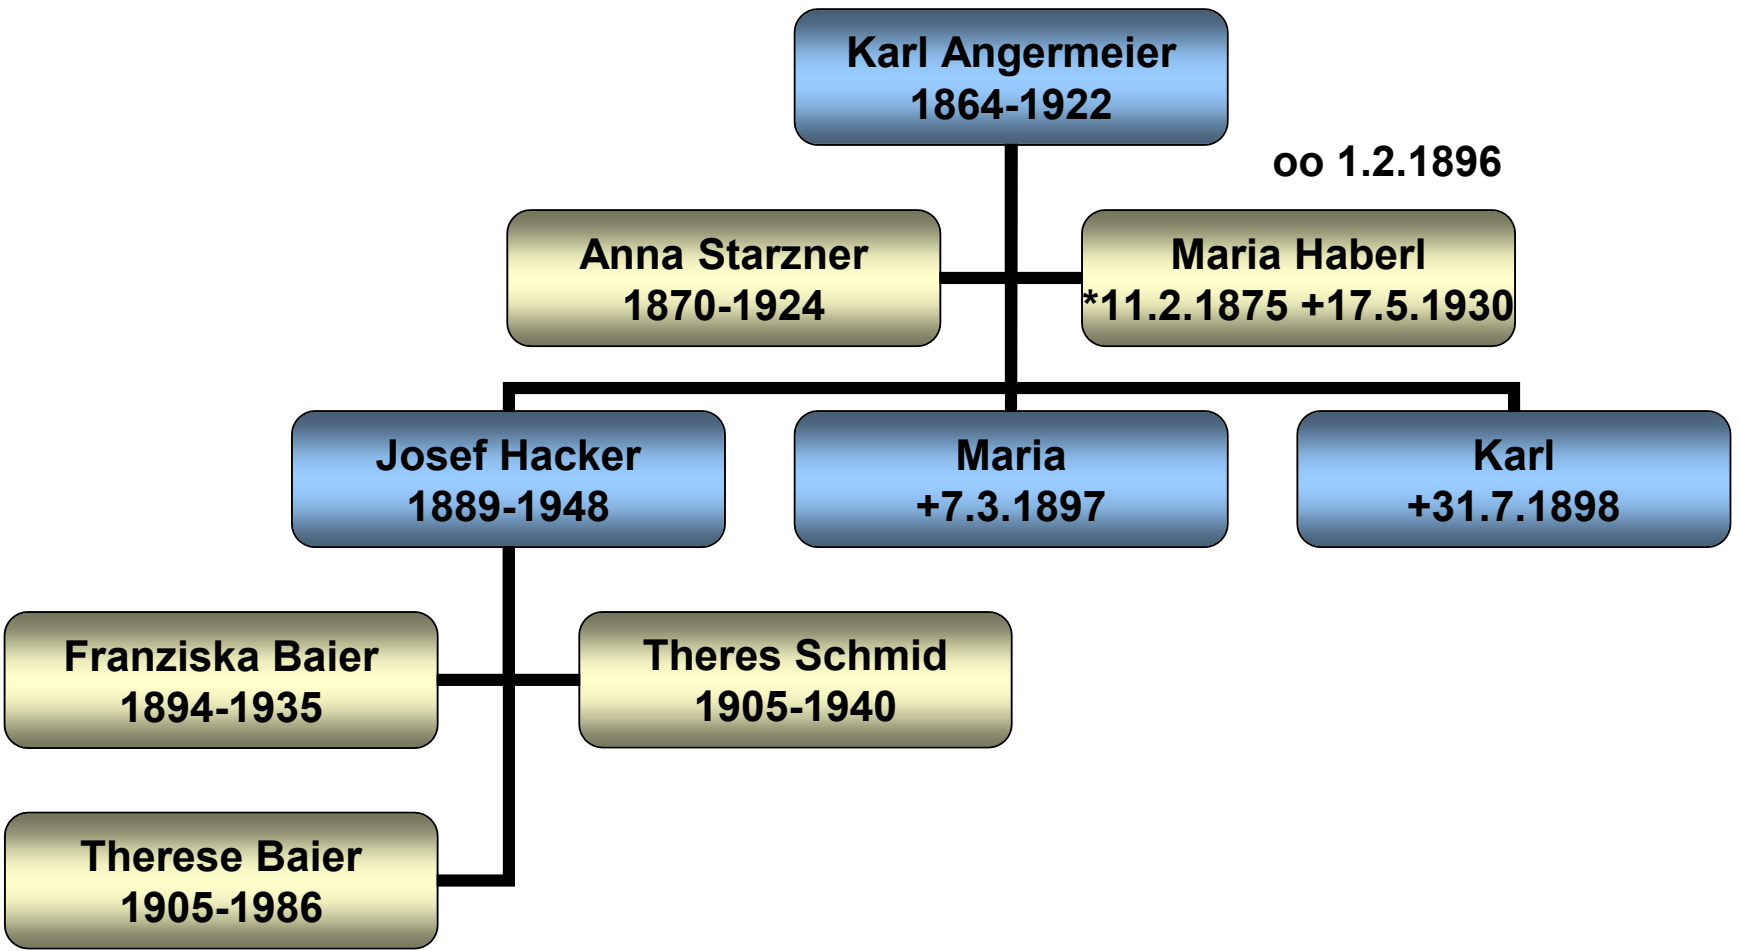 Karl Angermeier
1864-1922
oo 1.2.1896
Anna Starzner
1870-1924
Maria Haberl
*11.2.1875 +17.5.1930
Josef Hacker
1889-1948
Maria
+7.3.1897
Karl
+31.7.1898
Franziska Baier
1894-1935
Theres Schmid
1905-1940
Therese Baier
1905-1986